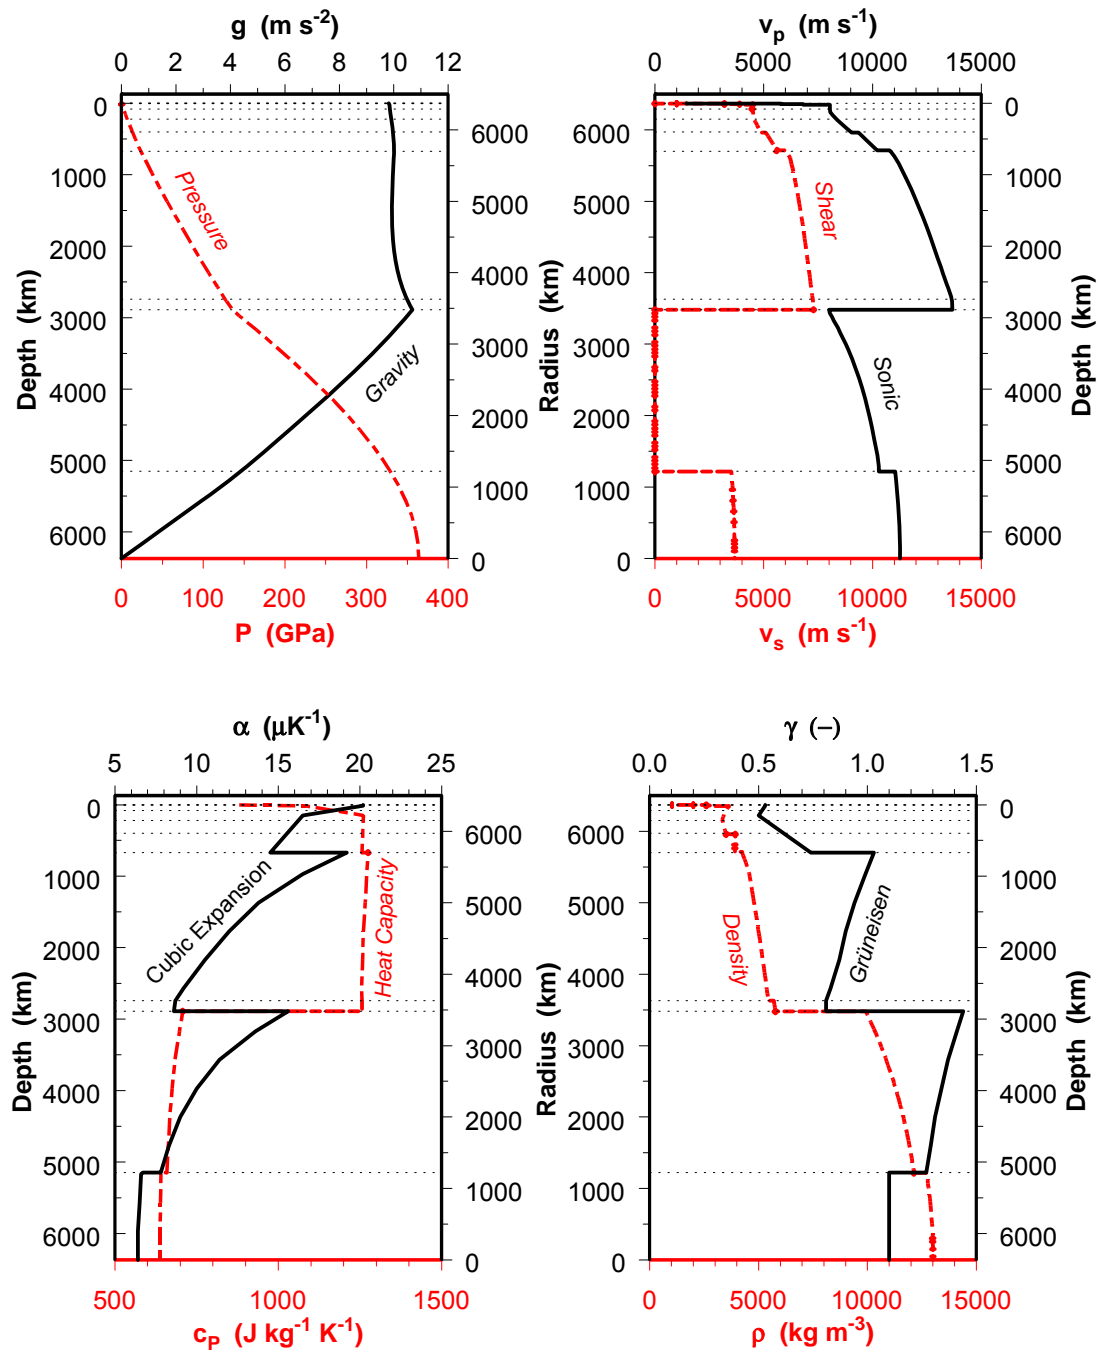 g (m s-2)
0 2 4 6 8 10 12
0
1000
2000
3000
4000
5000
6000
Depth (km)
Pressure
Gravity
6000
5000
4000
3000
2000
1000
0
Radius (km)
0 100 200 300 400
P (GPa)
vp (m s-1)
0 5000 10000 15000
6000
5000
4000
3000
2000
1000
0
Shear
Sonic
0
1000
2000
3000
4000
5000
6000
Depth (km)
0 5000 10000 15000
vs (m s-1)
α (μK-1)
5 10 15 20 25
0
1000
2000
3000
4000
5000
6000
Depth (km)
Cubic Expansion
Heat Capacity
6000
5000
4000
3000
2000
1000
0
Radius (km)
500 1000 1500
cP (J kg-1 K-1)
γ (–)
0.0 0.5 1.0 1.5
6000
5000
4000
3000
2000
1000
0
Density
Grüneisen
0
1000
2000
3000
4000
5000
6000
Depth (km)
0 5000 10000 15000
ρ (kg m-3)